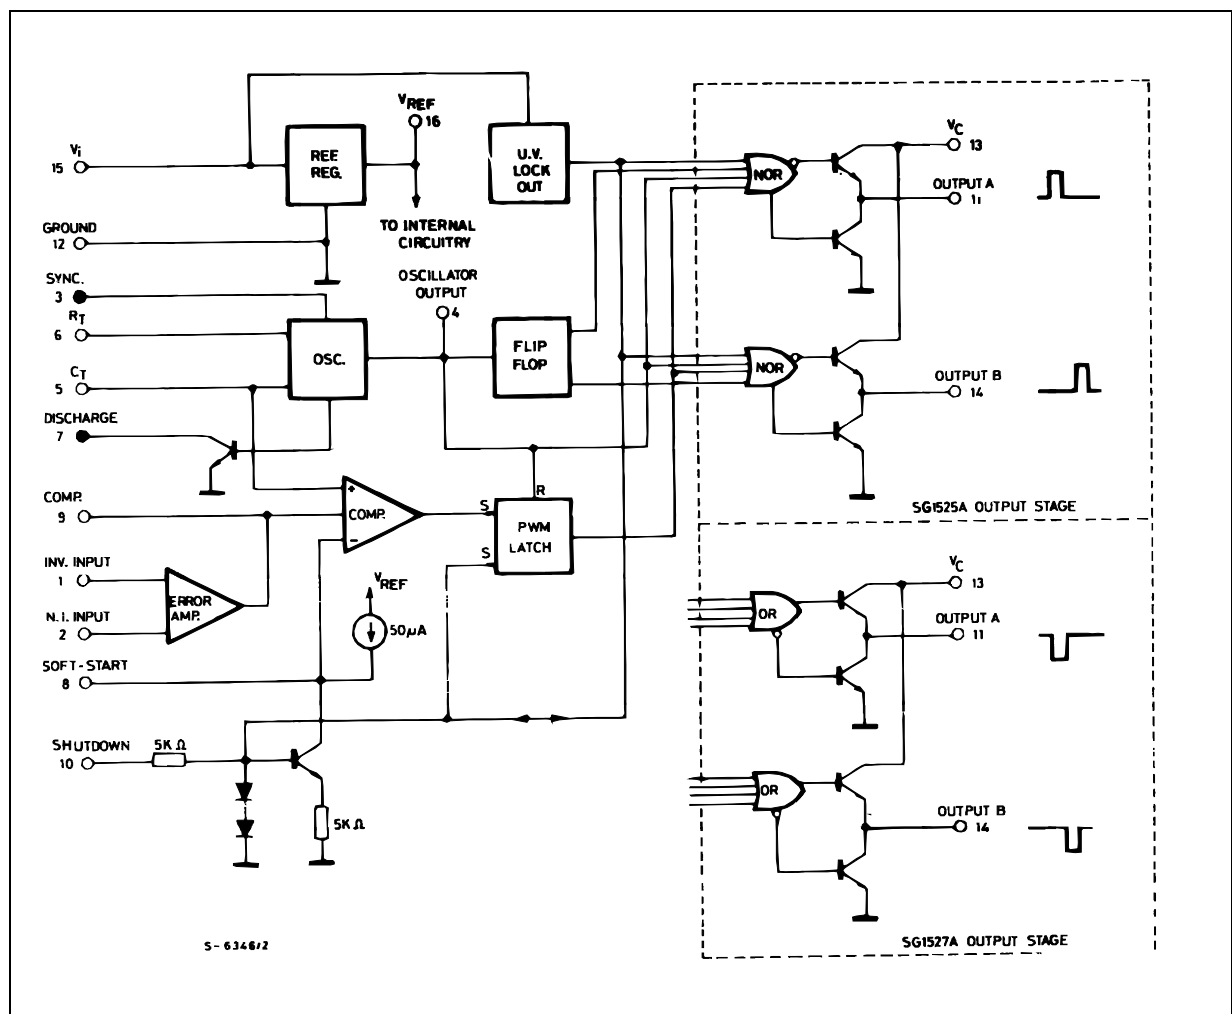 Vi
15
REE
REG.
VREF
16
U.V.
LOCK
OUT
TO INTERNAL
CIRCUITRY
GROUND
12
SYNC.
3
RT
6
CT
5
DISCHARGE
7
OSC.
OSCILLATOR
OUTPUT
4
FLIP
FLOP
NOR
VC
13
OUTPUT A
11
NOR
OUTPUT B
14
SG1525A OUTPUT STAGE
COMP.
9
INV. INPUT
1
N.I. INPUT
2
ERROR
AMP.
+
COMP.
–
S
R
S
PWM
LATCH
VREF
50µA
SOFT-START
8
SHUTDOWN
10
5KΩ
5KΩ
OR
VC
13
OUTPUT A
11
OR
OUTPUT B
14
SG1527A OUTPUT STAGE
S-6346/2